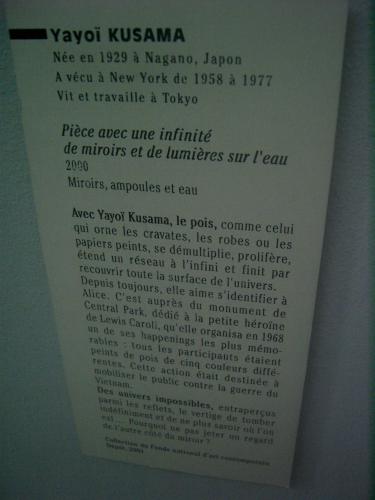 Yayoï KUSAMA
Née en 1929 à Nagano, Japon
A vécu à New York de 1958 à 1977
Vit et travaille à Tokyo
Pièce avec une infinité
de miroirs et de lumières sur l'eau
2000
Miroirs, ampoules et eau
Avec Yayoï Kusama, le pois, comme celui
qui orne les cravates, les robes ou les
papiers peints, se démultiplie, prolifère,
étend un réseau à l'infini et finit par
recouvrir toute la surface de l'univers.
Depuis toujours, elle aime s'identifier à
Alice. C'est auprès du monument de
Central Park, dédié à la petite héroïne
de Lewis Caroll, qu'elle organisa en 1968
un de ses happenings les plus mémo-
rables : tous les participants étaient
peints de pois de cinq couleurs diffé-
rentes. Cette action était destinée à
mobiliser le public contre la guerre du
Vietnam.
Des univers impossibles, entraperçus
parmi les reflets, le vertige de tomber
indéfiniment et de ne plus savoir où l'on
est... Pourquoi ne pas jeter un regard
de l'autre côté du miroir ?
Collection du Fonds national d'art contemporain
Dépôt, 2001